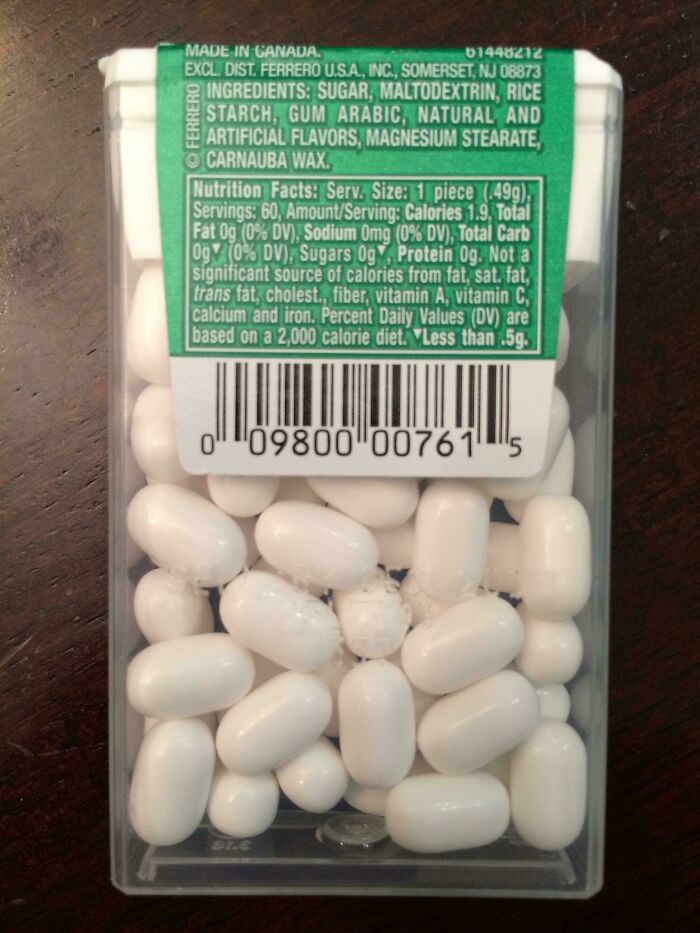 MADE IN CANADA. 61448212
EXCL. DIST. FERRERO U.S.A., INC., SOMERSET, NJ 08873
© FERRERO
INGREDIENTS: SUGAR, MALTODEXTRIN, RICE
STARCH, GUM ARABIC, NATURAL AND
ARTIFICIAL FLAVORS, MAGNESIUM STEARATE,
CARNAUBA WAX.
Nutrition Facts: Serv. Size: 1 piece (.49g),
Servings: 60, Amount/Serving: Calories 1.9, Total
Fat 0g (0% DV), Sodium 0mg (0% DV), Total Carb
0g▼ (0% DV), Sugars 0g▼, Protein 0g. Not a
significant source of calories from fat, sat. fat,
trans fat, cholest., fiber, vitamin A, vitamin C,
calcium and iron. Percent Daily Values (DV) are
based on a 2,000 calorie diet. ▼Less than .5g.
0 09800 00761 5